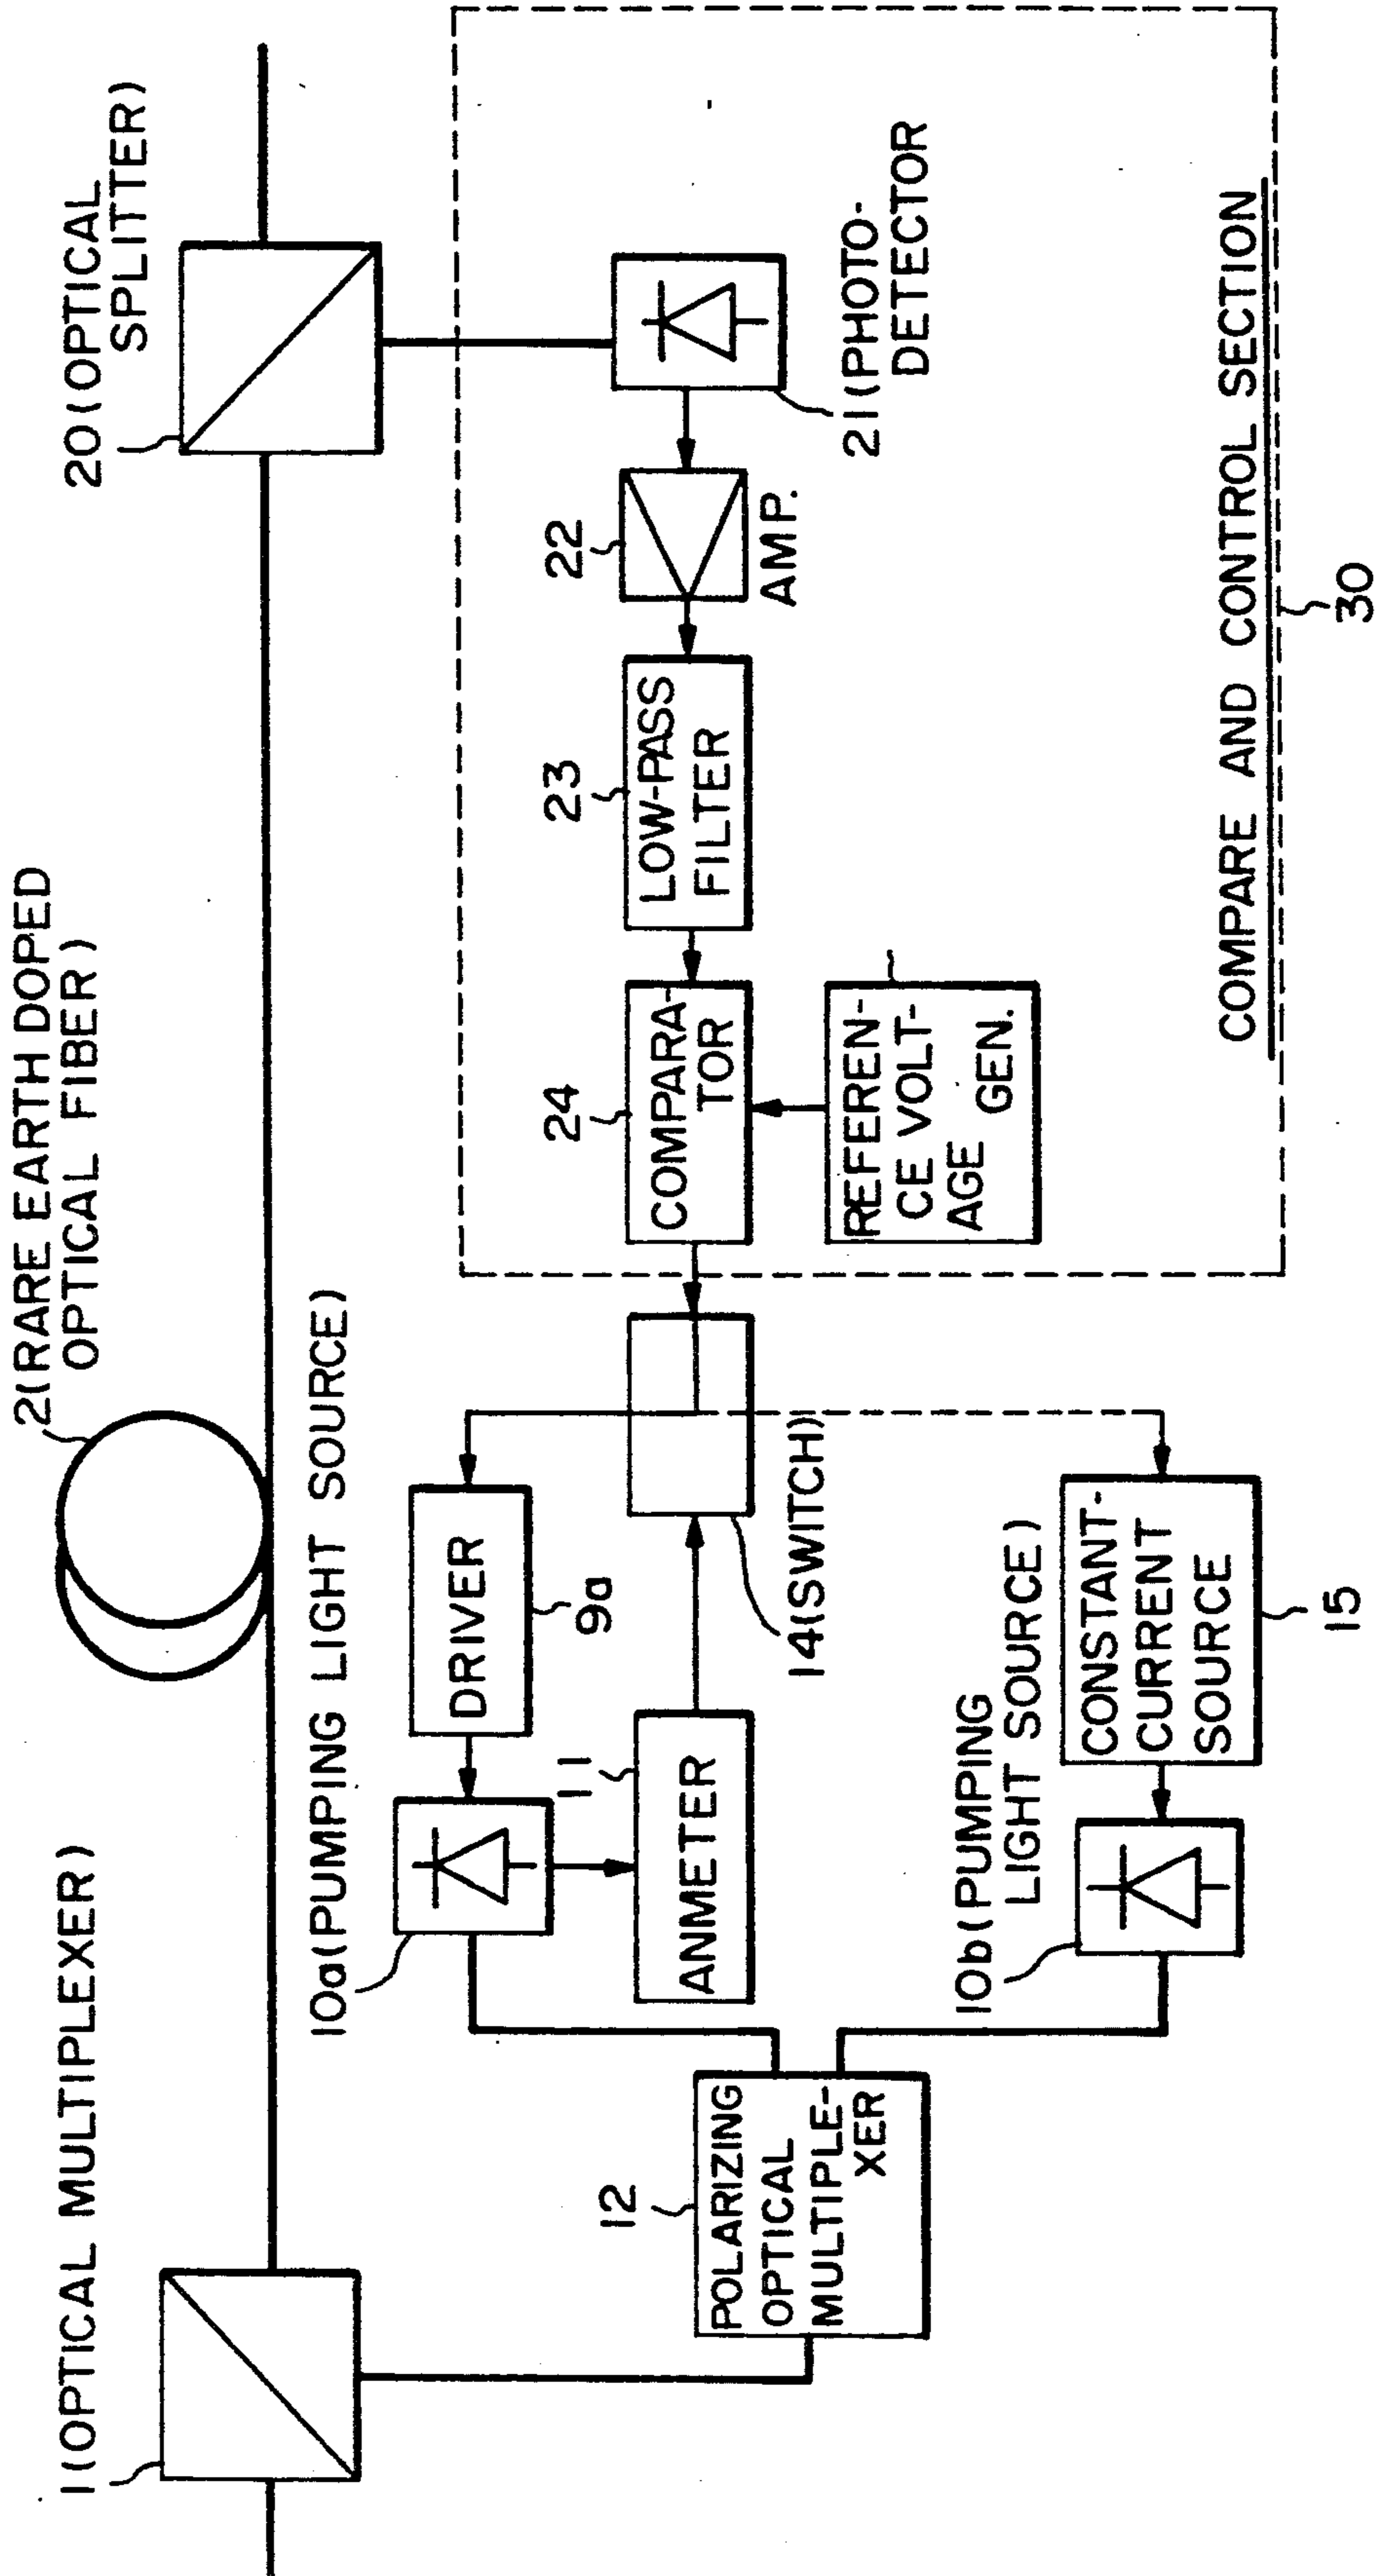 1(OPTICAL MULTIPLEXER)
2(RARE EARTH DOPED
OPTICAL FIBER)
20(OPTICAL
SPLITTER)
10a(PUMPING LIGHT SOURCE)
DRIVER
9a
11
ANMETER
14(SWITCH)
12
POLARIZING
OPTICAL
MULTIPLE-
XER
10b(PUMPING
LIGHT SOURCE)
CONSTANT-
CURRENT
SOURCE
15
24
COMPARA-
TOR
REFEREN-
CE VOLT-
AGE GEN.
23
LOW-PASS
FILTER
22
AMP.
21(PHOTO-
DETECTOR
COMPARE AND CONTROL SECTION
30